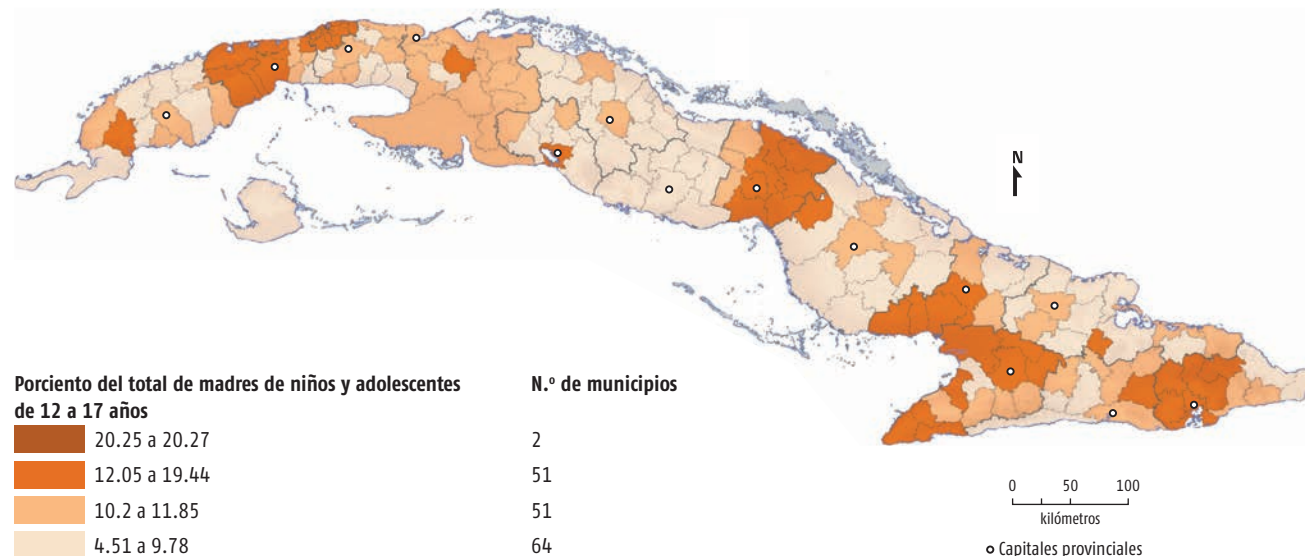 N
Porciento del total de madres de niños y adolescentes
de 12 a 17 años
N.º de municipios
20.25 a 20.27 2
12.05 a 19.44 51
10.2 a 11.85 51
4.51 a 9.78 64
0 50 100
kilómetros
Capitales provinciales